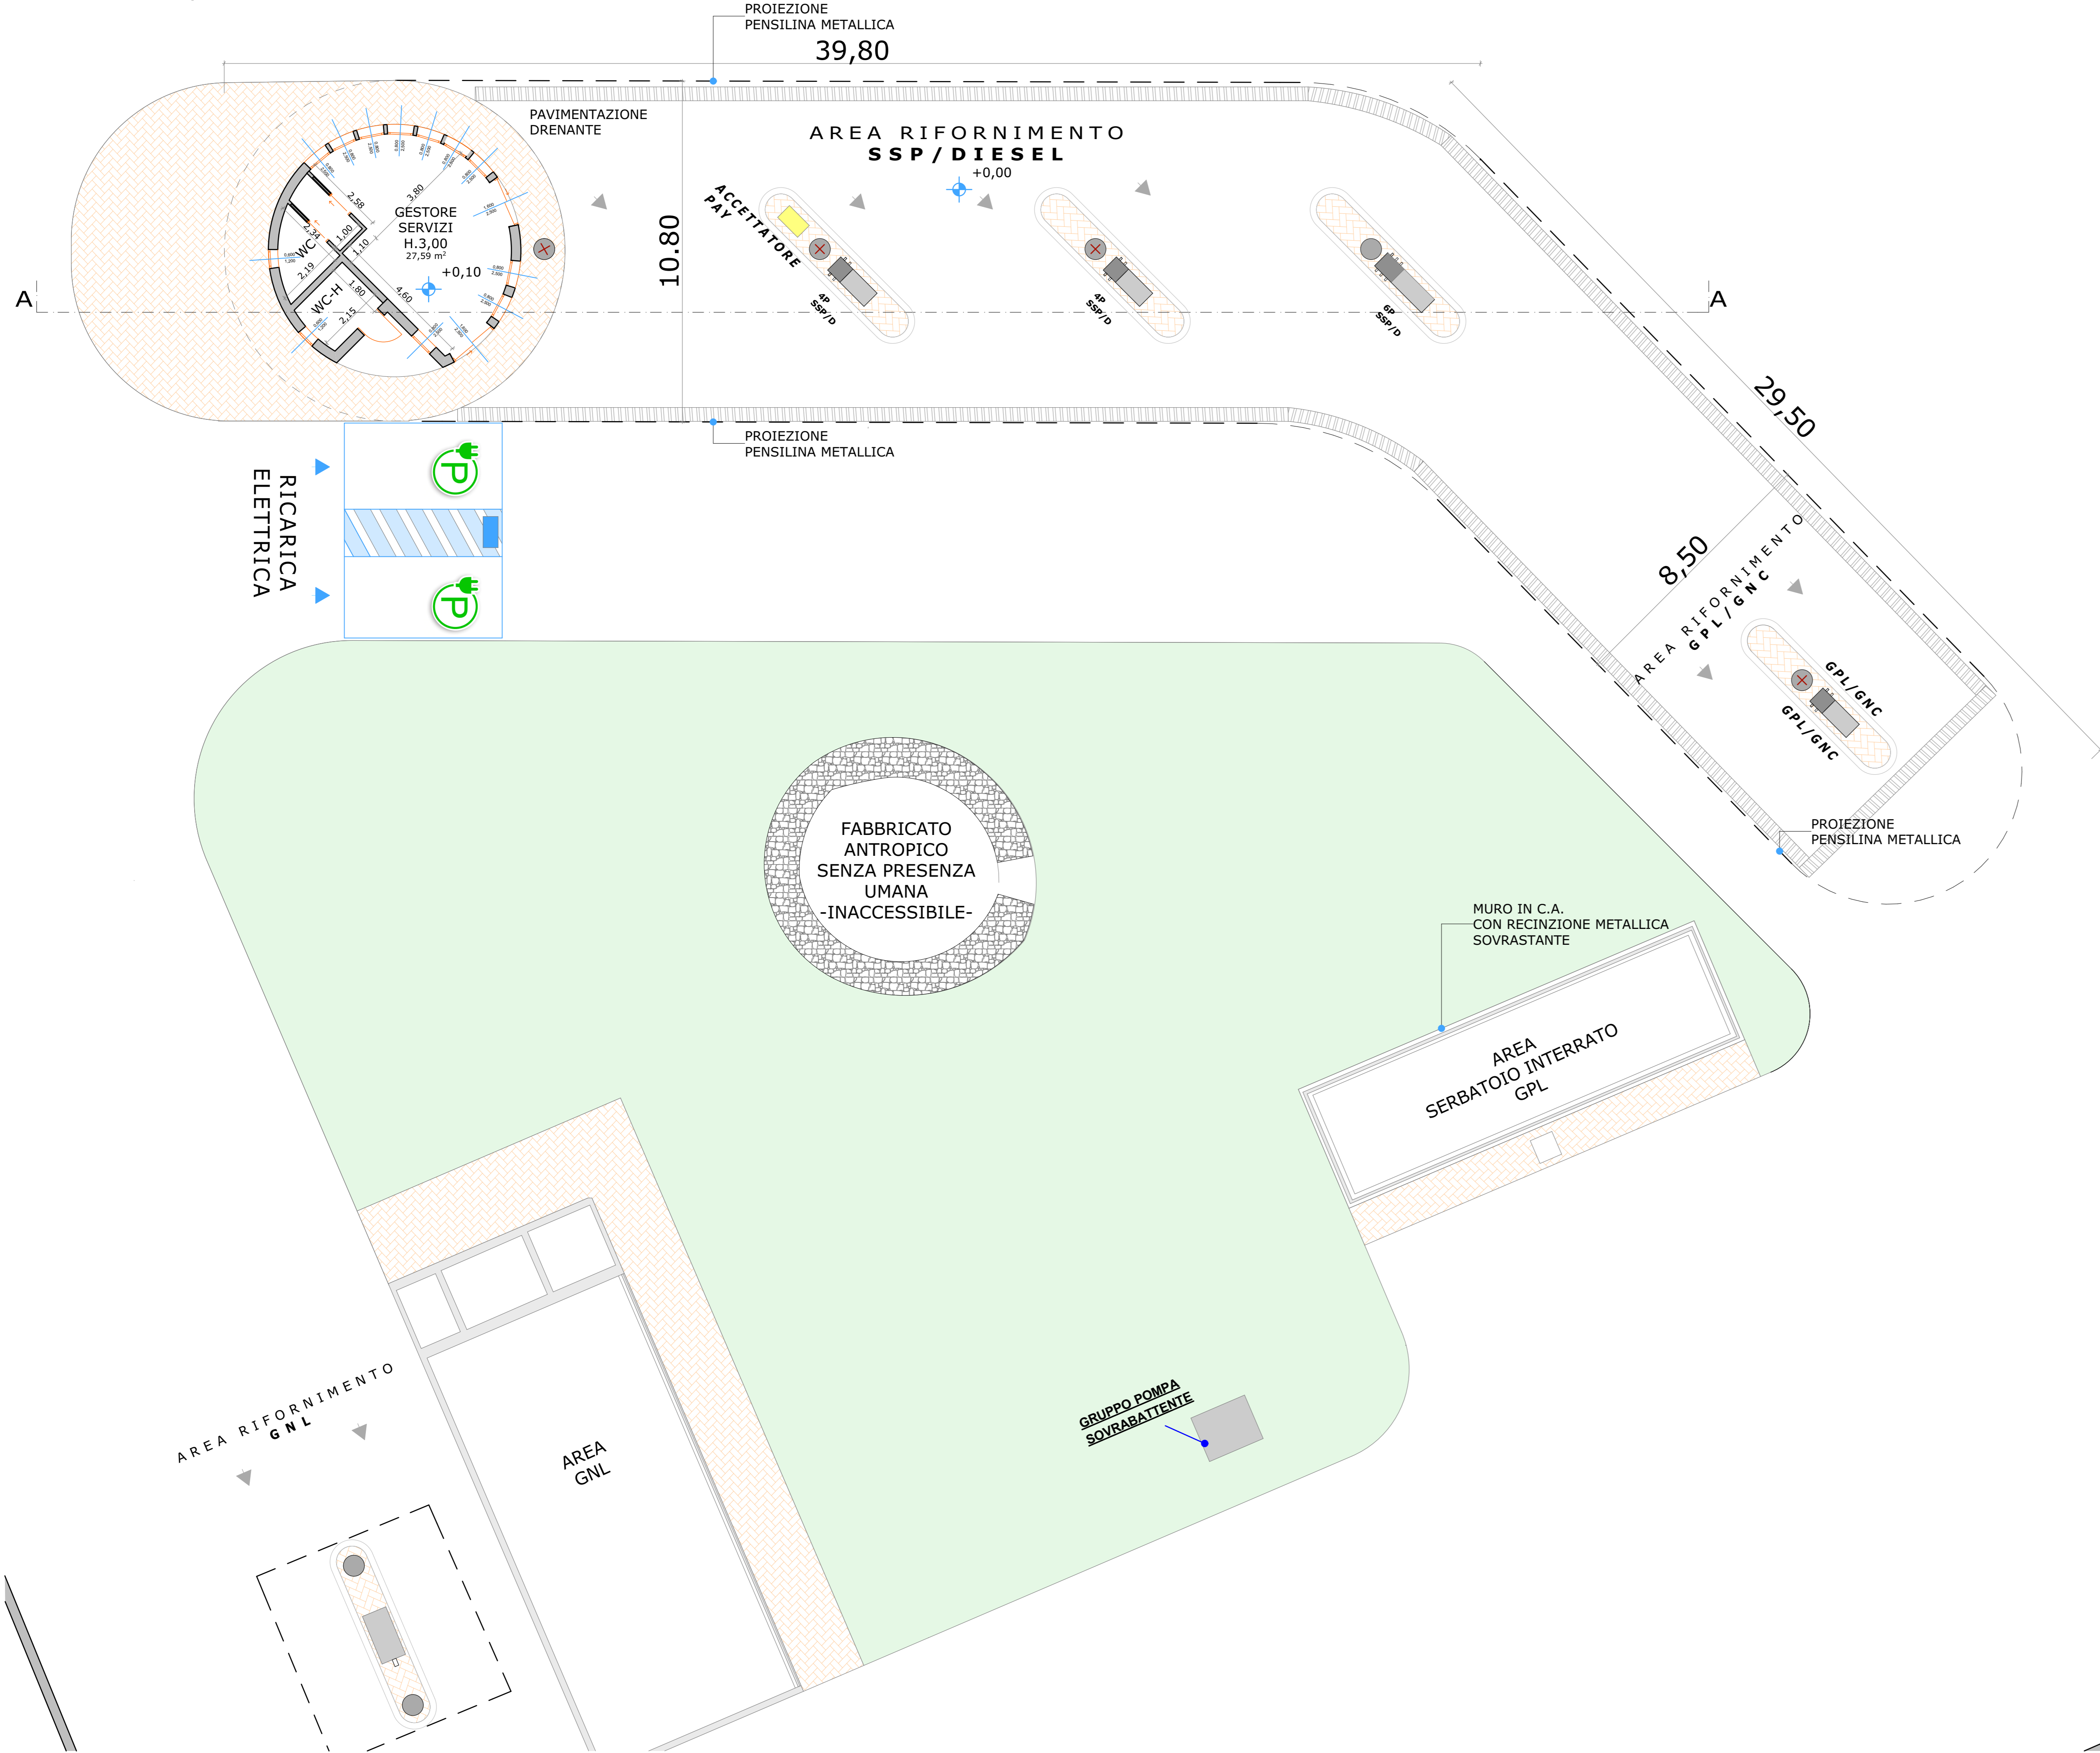 PROIEZIONE
PENSILINA METALLICA
39,80
PAVIMENTAZIONE
DRENANTE
AREA RIFORNIMENTO
SSP/DIESEL
+0,00
ACCETTATORE
PAY
10.80
2,58
3,80
GESTORE
SERVIZI
H.3,00
27,59 m²
+0,10
2,34
1,00
1,10
WC
2,19
WC-H
1.80
4,60
2,15
4P
SSP/D
4P
SSP/D
6P
SSP/D
A
A
29,50
PROIEZIONE
PENSILINA METALLICA
RICARICA
ELETTRICA
P
P
8,50
AREA RIFORNIMENTO
GPL/GNC
GPL/GNC
GPL/GNC
PROIEZIONE
PENSILINA METALLICA
FABBRICATO
ANTROPICO
SENZA PRESENZA
UMANA
-INACCESSIBILE-
MURO IN C.A.
CON RECINZIONE METALLICA
SOVRASTANTE
AREA
SERBATOIO INTERRATO
GPL
AREA RIFORNIMENTO
GNL
AREA
GNL
GRUPPO POMPA
SOVRABATTENTE